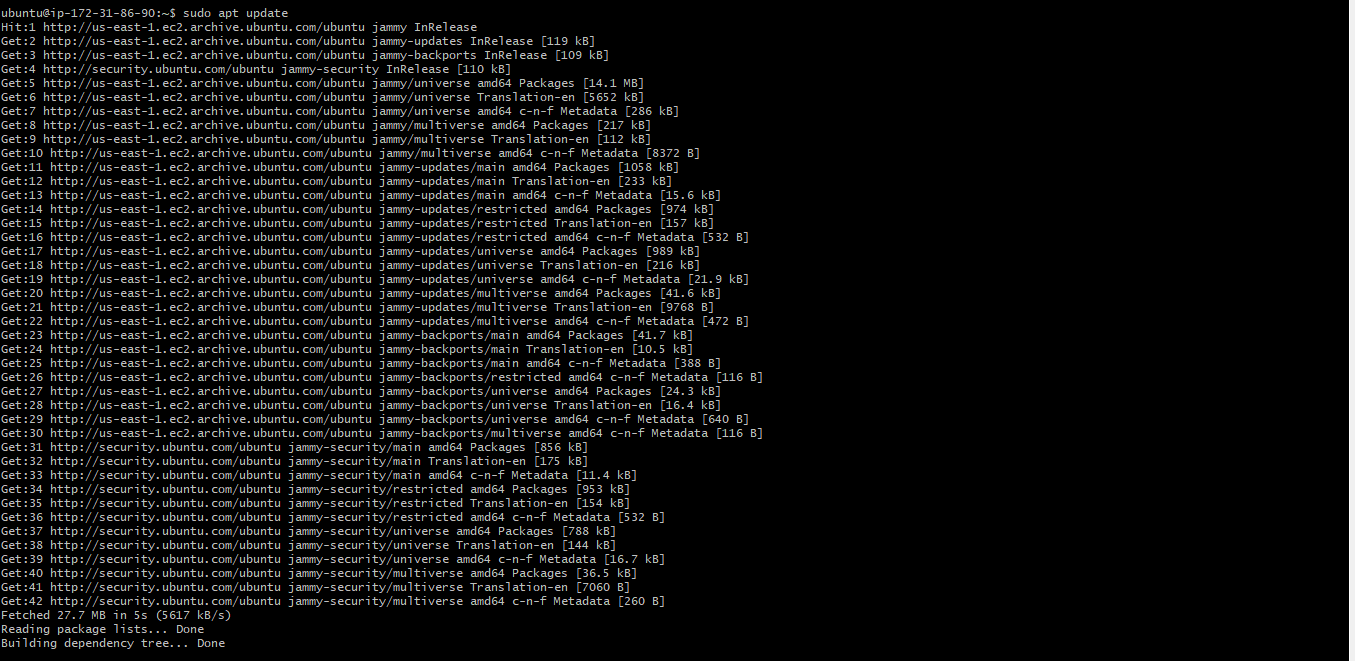 ubuntu@ip-172-31-86-90:~$ sudo apt update
Hit:1 http://us-east-1.ec2.archive.ubuntu.com/ubuntu jammy InRelease
Get:2 http://us-east-1.ec2.archive.ubuntu.com/ubuntu jammy-updates InRelease [119 kB]
Get:3 http://us-east-1.ec2.archive.ubuntu.com/ubuntu jammy-backports InRelease [109 kB]
Get:4 http://security.ubuntu.com/ubuntu jammy-security InRelease [110 kB]
Get:5 http://us-east-1.ec2.archive.ubuntu.com/ubuntu jammy/universe amd64 Packages [14.1 MB]
Get:6 http://us-east-1.ec2.archive.ubuntu.com/ubuntu jammy/universe Translation-en [5652 kB]
Get:7 http://us-east-1.ec2.archive.ubuntu.com/ubuntu jammy/universe amd64 c-n-f Metadata [286 kB]
Get:8 http://us-east-1.ec2.archive.ubuntu.com/ubuntu jammy/multiverse amd64 Packages [217 kB]
Get:9 http://us-east-1.ec2.archive.ubuntu.com/ubuntu jammy/multiverse Translation-en [112 kB]
Get:10 http://us-east-1.ec2.archive.ubuntu.com/ubuntu jammy/multiverse amd64 c-n-f Metadata [8372 B]
Get:11 http://us-east-1.ec2.archive.ubuntu.com/ubuntu jammy-updates/main amd64 Packages [1058 kB]
Get:12 http://us-east-1.ec2.archive.ubuntu.com/ubuntu jammy-updates/main Translation-en [233 kB]
Get:13 http://us-east-1.ec2.archive.ubuntu.com/ubuntu jammy-updates/main amd64 c-n-f Metadata [15.6 kB]
Get:14 http://us-east-1.ec2.archive.ubuntu.com/ubuntu jammy-updates/restricted amd64 Packages [974 kB]
Get:15 http://us-east-1.ec2.archive.ubuntu.com/ubuntu jammy-updates/restricted Translation-en [157 kB]
Get:16 http://us-east-1.ec2.archive.ubuntu.com/ubuntu jammy-updates/restricted amd64 c-n-f Metadata [532 B]
Get:17 http://us-east-1.ec2.archive.ubuntu.com/ubuntu jammy-updates/universe amd64 Packages [989 kB]
Get:18 http://us-east-1.ec2.archive.ubuntu.com/ubuntu jammy-updates/universe Translation-en [216 kB]
Get:19 http://us-east-1.ec2.archive.ubuntu.com/ubuntu jammy-updates/universe amd64 c-n-f Metadata [21.9 kB]
Get:20 http://us-east-1.ec2.archive.ubuntu.com/ubuntu jammy-updates/multiverse amd64 Packages [41.6 kB]
Get:21 http://us-east-1.ec2.archive.ubuntu.com/ubuntu jammy-updates/multiverse Translation-en [9768 B]
Get:22 http://us-east-1.ec2.archive.ubuntu.com/ubuntu jammy-updates/multiverse amd64 c-n-f Metadata [472 B]
Get:23 http://us-east-1.ec2.archive.ubuntu.com/ubuntu jammy-backports/main amd64 Packages [41.7 kB]
Get:24 http://us-east-1.ec2.archive.ubuntu.com/ubuntu jammy-backports/main Translation-en [10.5 kB]
Get:25 http://us-east-1.ec2.archive.ubuntu.com/ubuntu jammy-backports/main amd64 c-n-f Metadata [388 B]
Get:26 http://us-east-1.ec2.archive.ubuntu.com/ubuntu jammy-backports/restricted amd64 c-n-f Metadata [116 B]
Get:27 http://us-east-1.ec2.archive.ubuntu.com/ubuntu jammy-backports/universe amd64 Packages [24.3 kB]
Get:28 http://us-east-1.ec2.archive.ubuntu.com/ubuntu jammy-backports/universe Translation-en [16.4 kB]
Get:29 http://us-east-1.ec2.archive.ubuntu.com/ubuntu jammy-backports/universe amd64 c-n-f Metadata [640 B]
Get:30 http://us-east-1.ec2.archive.ubuntu.com/ubuntu jammy-backports/multiverse amd64 c-n-f Metadata [116 B]
Get:31 http://security.ubuntu.com/ubuntu jammy-security/main amd64 Packages [856 kB]
Get:32 http://security.ubuntu.com/ubuntu jammy-security/main Translation-en [175 kB]
Get:33 http://security.ubuntu.com/ubuntu jammy-security/main amd64 c-n-f Metadata [11.4 kB]
Get:34 http://security.ubuntu.com/ubuntu jammy-security/restricted amd64 Packages [953 kB]
Get:35 http://security.ubuntu.com/ubuntu jammy-security/restricted Translation-en [154 kB]
Get:36 http://security.ubuntu.com/ubuntu jammy-security/restricted amd64 c-n-f Metadata [532 B]
Get:37 http://security.ubuntu.com/ubuntu jammy-security/universe amd64 Packages [788 kB]
Get:38 http://security.ubuntu.com/ubuntu jammy-security/universe Translation-en [144 kB]
Get:39 http://security.ubuntu.com/ubuntu jammy-security/universe amd64 c-n-f Metadata [16.7 kB]
Get:40 http://security.ubuntu.com/ubuntu jammy-security/multiverse amd64 Packages [36.5 kB]
Get:41 http://security.ubuntu.com/ubuntu jammy-security/multiverse Translation-en [7060 B]
Get:42 http://security.ubuntu.com/ubuntu jammy-security/multiverse amd64 c-n-f Metadata [260 B]
Fetched 27.7 MB in 5s (5617 kB/s)
Reading package lists... Done
Building dependency tree... Done